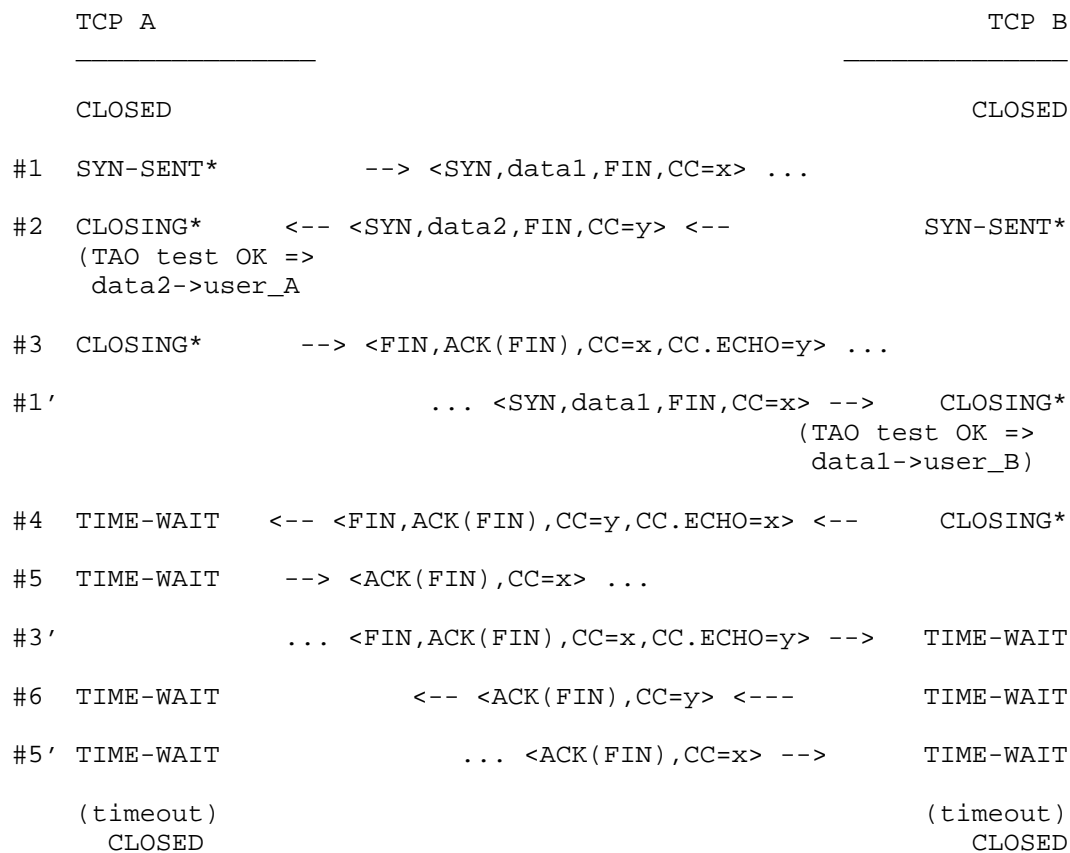 TCP A                                                         TCP B
_______________                                  ______________
CLOSED                                                       CLOSED
#1  SYN-SENT*         --> <SYN,data1,FIN,CC=x> ...
#2  CLOSING*     <-- <SYN,data2,FIN,CC=y> <--            SYN-SENT*
(TAO test OK =>
data2->user_A
#3  CLOSING*      --> <FIN,ACK(FIN),CC=x,CC.ECHO=y> ...
#1’                       ... <SYN,data1,FIN,CC=x> -->    CLOSING*
(TAO test OK =>
data1->user_B)
#4  TIME-WAIT   <-- <FIN,ACK(FIN),CC=y,CC.ECHO=x> <--     CLOSING*
#5  TIME-WAIT    --> <ACK(FIN),CC=x> ...
#3’              ... <FIN,ACK(FIN),CC=x,CC.ECHO=y> -->   TIME-WAIT
#6  TIME-WAIT            <-- <ACK(FIN),CC=y> <---        TIME-WAIT
#5’ TIME-WAIT               ... <ACK(FIN),CC=x> -->      TIME-WAIT
(timeout)                                             (timeout)
CLOSED                                                CLOSED